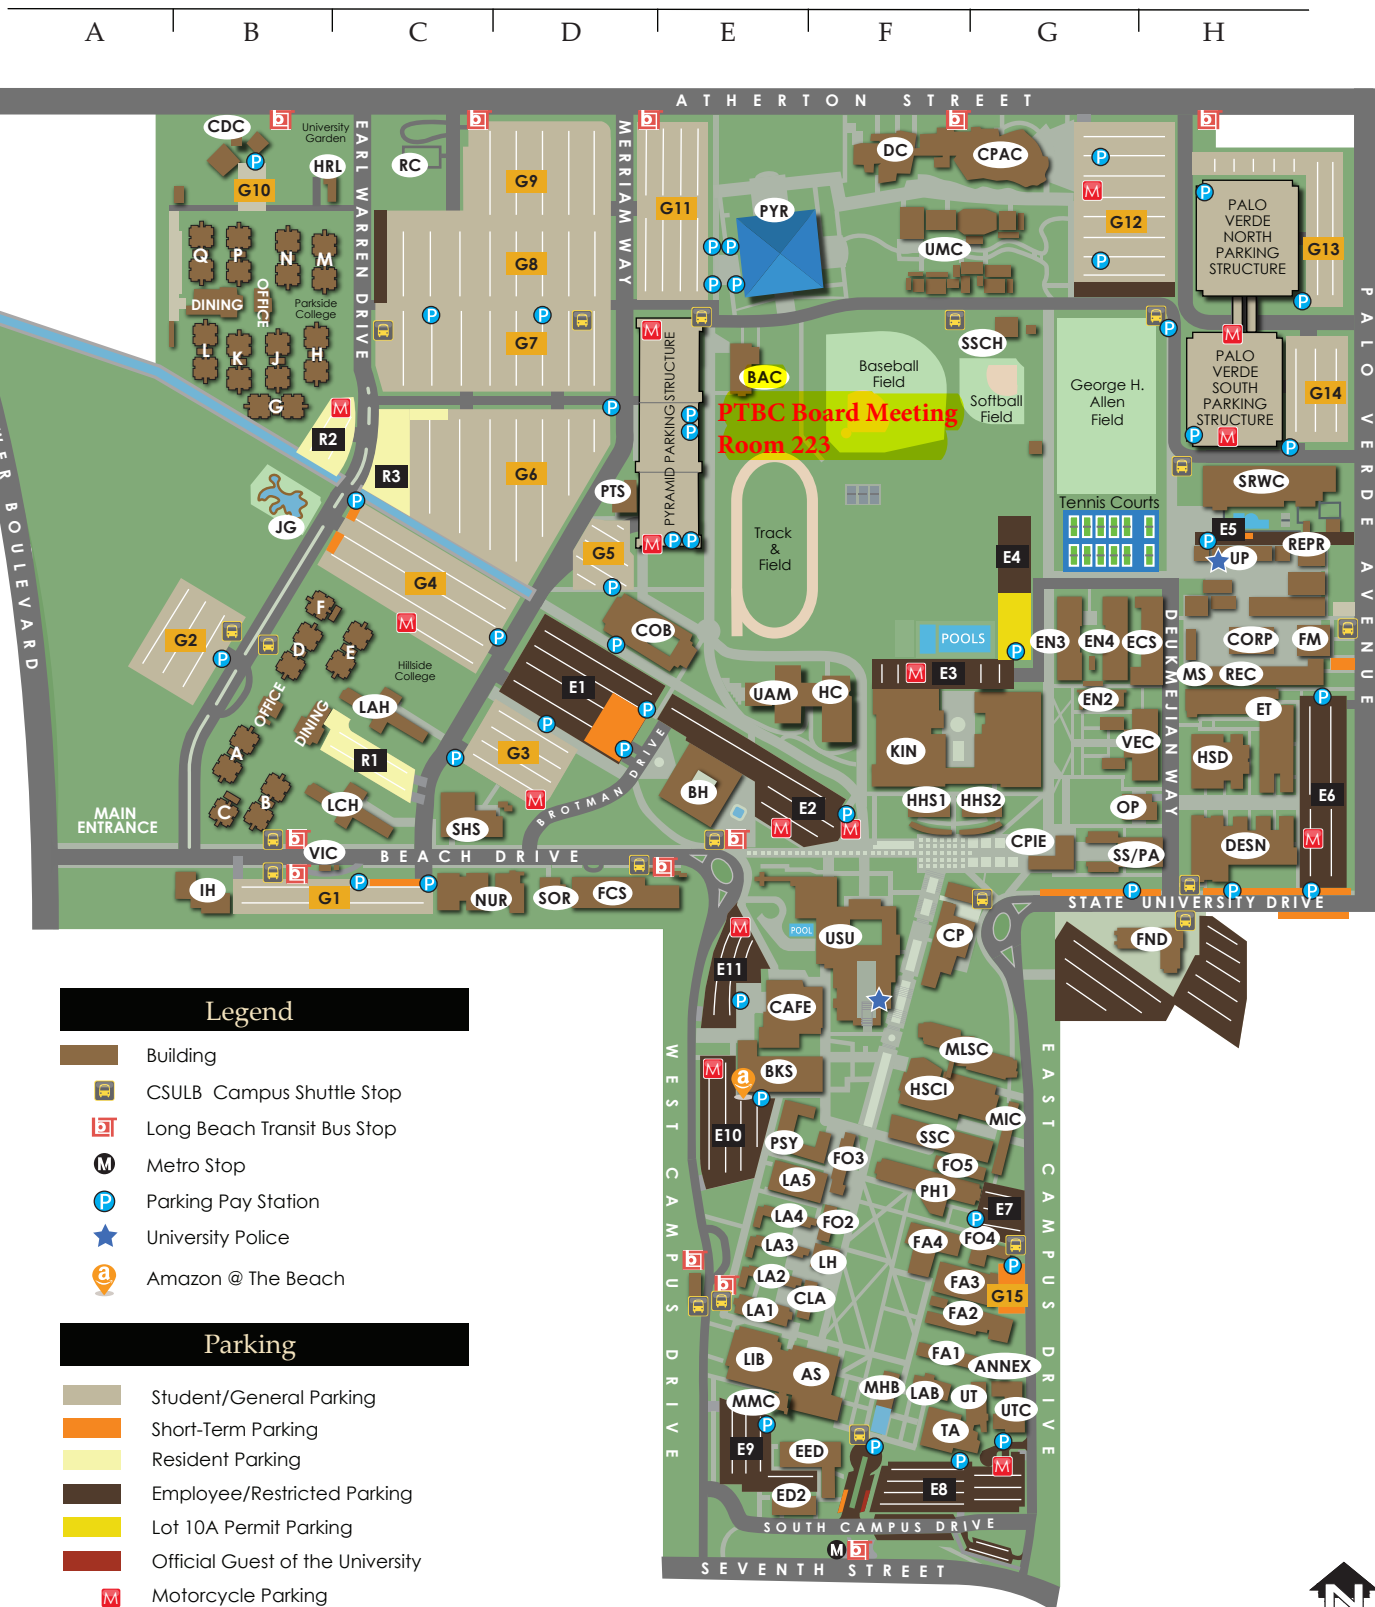 A B C D E F G H
ATHERTON STREET
CDC
University
Garden
HRL
G10
EARL WARREN DRIVE
RC
G9
MERRIAM WAY
G11
PYR
DC
CPAC
UMC
G12
PALO
VERDE
NORTH
PARKING
STRUCTURE
G13
Q P N M
DINING
OFFICE
Parkside
College
L K J H
G
G8
G7
PYRAMID PARKING STRUCTURE
BAC
PTBC Board Meeting
Room 223
Baseball
Field
SSCH
Softball
Field
George H.
Allen
Field
PALO
VERDE
SOUTH
PARKING
STRUCTURE
G14
PALO VERDE AVENUE
R2
R3
G6
JG
PTS
G5
Track
&
Field
Tennis Courts
SRWC
E5
UP
REPR
E4
G4
G2
F
D
E
Hillside
College
COB
POOLS
EN3
EN4
ECS
DEUKMEJIAN WAY
CORP
FM
MS
REC
ER BOULEVARD
OFFICE
DINING
LAH
R1
E1
G3
BROTMAN DRIVE
UAM
HC
E3
KIN
EN2
VEC
ET
HSD
A
B
C
LCH
SHS
BH
E2
HHS1
HHS2
OP
E6
MAIN
ENTRANCE
VIC
BEACH DRIVE
CPIE
SS/PA
DESN
IH
G1
NUR
SOR
FCS
STATE UNIVERSITY DRIVE
POOL
USU
CP
FND
E11
CAFE
WEST CAMPUS DRIVE
EAST CAMPUS DRIVE
MLSC
BKS
HSCI
MIC
E10
PSY
SSC
FO3
FO5
LA5
PH1
E7
LA4
FO2
LA3
FA4
FO4
LH
LA2
FA3
CLA
G15
LA1
FA2
LIB
AS
FA1
ANNEX
MMC
MHB
LAB
UT
UTC
TA
E9
EED
ED2
E8
SOUTH CAMPUS DRIVE
SEVENTH STREET
Legend
Building
CSULB Campus Shuttle Stop
Long Beach Transit Bus Stop
M Metro Stop
P Parking Pay Station
University Police
a Amazon @ The Beach
Parking
Student/General Parking
Short-Term Parking
Resident Parking
Employee/Restricted Parking
Lot 10A Permit Parking
Official Guest of the University
M Motorcycle Parking
N